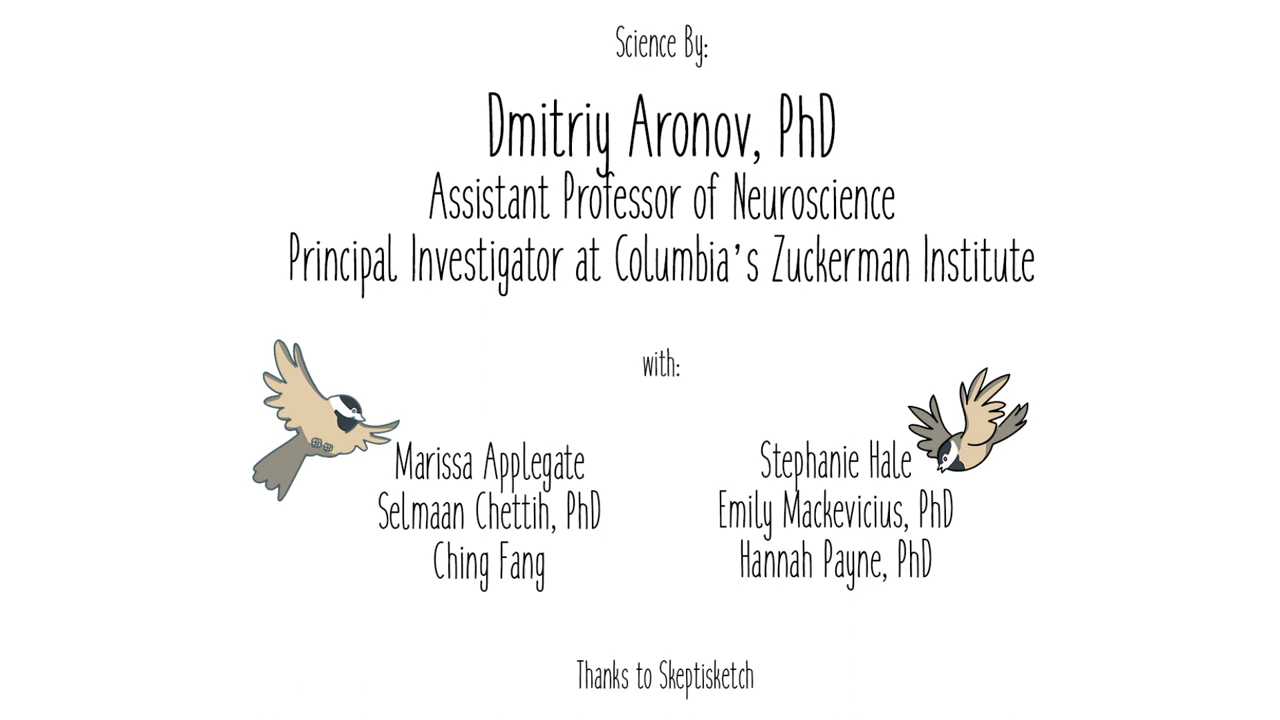 Science By:
Dmitriy Aronov, PhD
Assistant Professor of Neuroscience
Principal Investigator at Columbia's Zuckerman Institute
with:
Marissa Applegate
Selmaan Chettih, PhD
Ching Fang
Stephanie Hale
Emily Mackevicius, PhD
Hannah Payne, PhD
Thanks to Skeptisketch